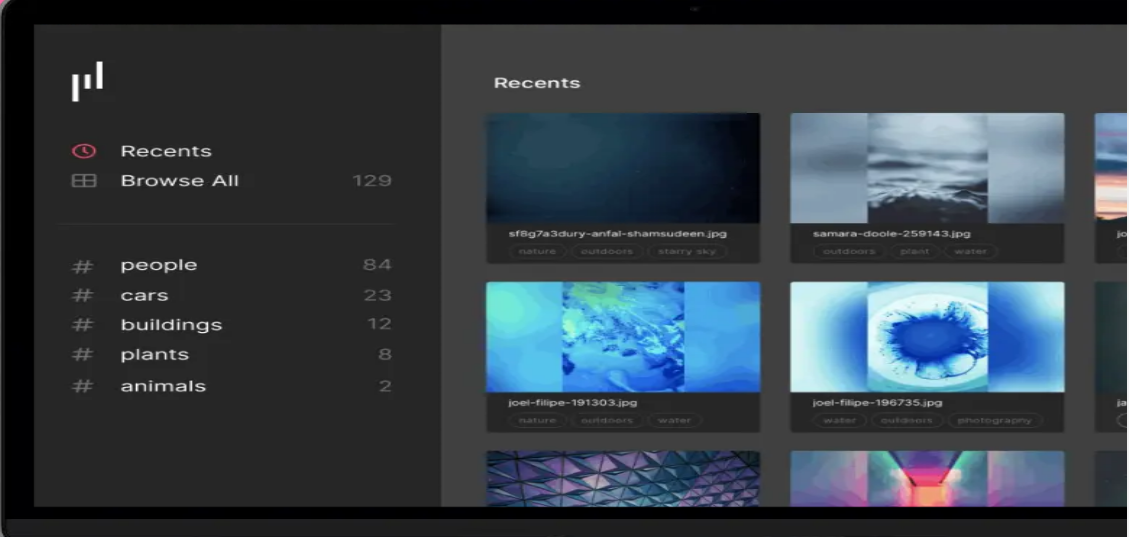 Recents
Browse All 129
# people 84
# cars 23
# buildings 12
# plants 8
# animals 2
Recents
sf8g7a3dury-anfal-shamsudeen.jpg
nature outdoors starry sky
samara-doole-259143.jpg
outdoors plant water
jo
joel-filipe-191303.jpg
nature outdoors water
joel-filipe-196735.jpg
water outdoors photography
ja